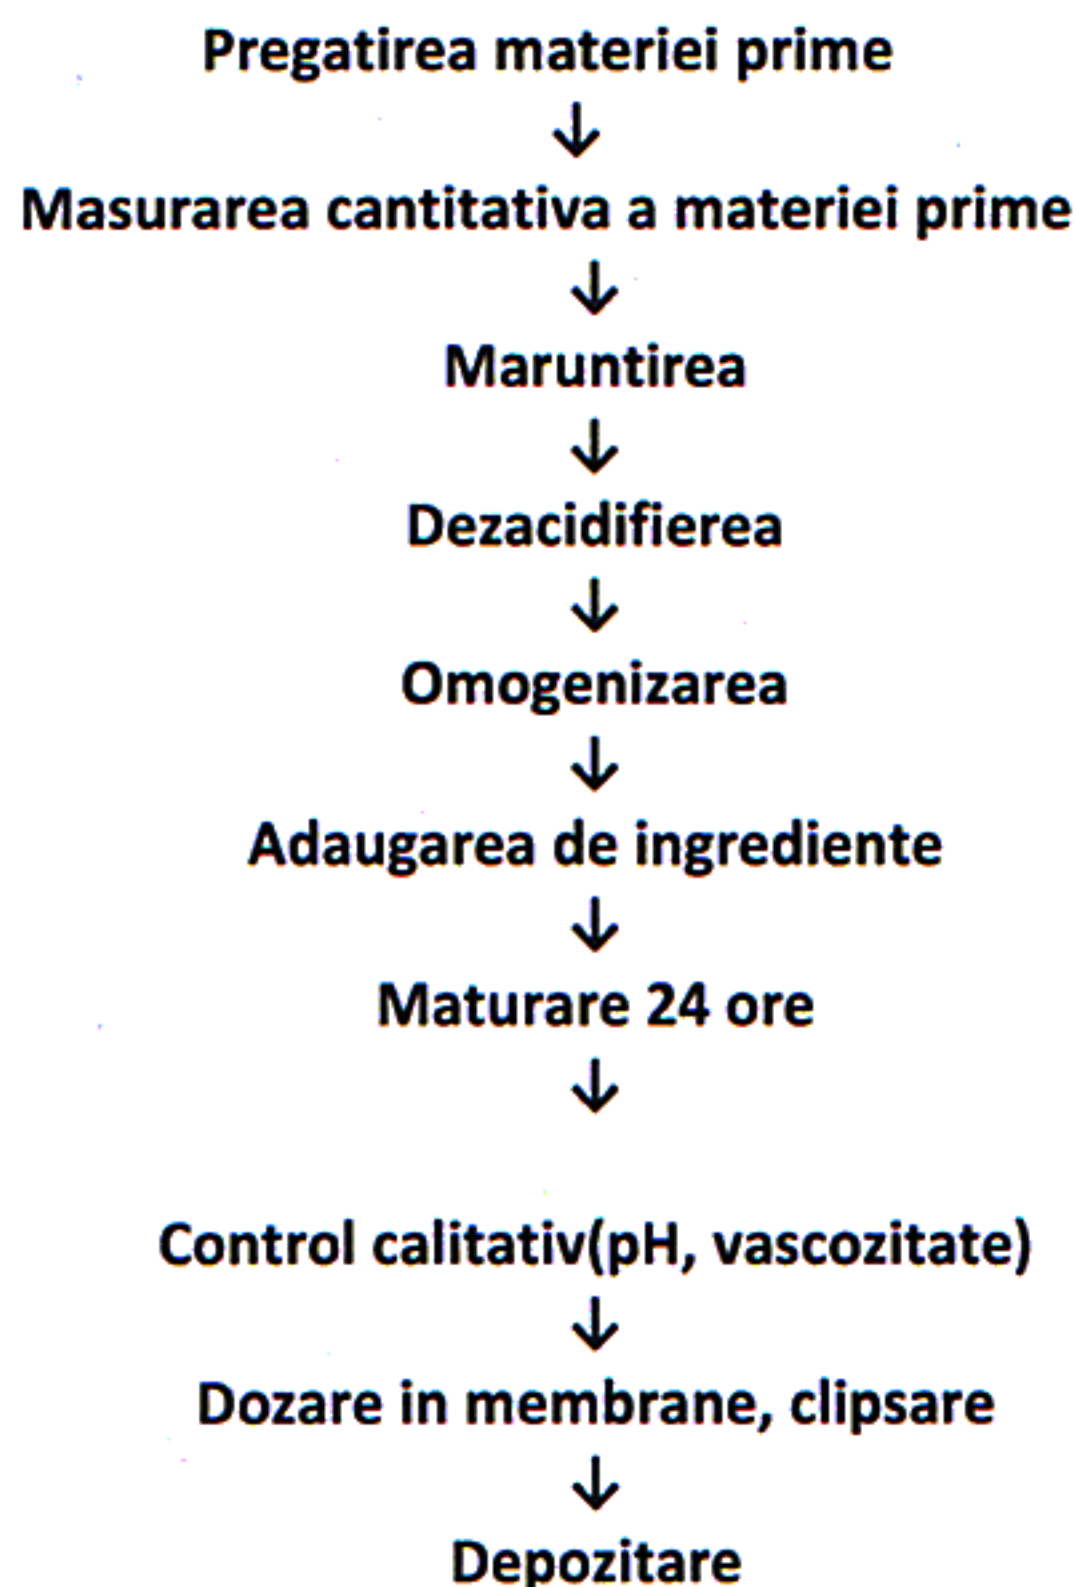 Pregatirea materiei prime
Masurarea cantitativa a materiei prime
Maruntirea
Dezacidifierea
Omogenizarea
Adaugarea de ingrediente
Maturare 24 ore
Control calitativ(pH, vascozitate)
Dozare in membrane, clipsare
Depozitare